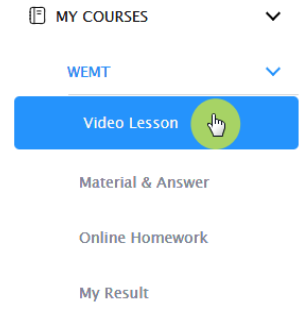 MY COURSES
WEMT
Video Lesson
Material & Answer
Online Homework
My Result